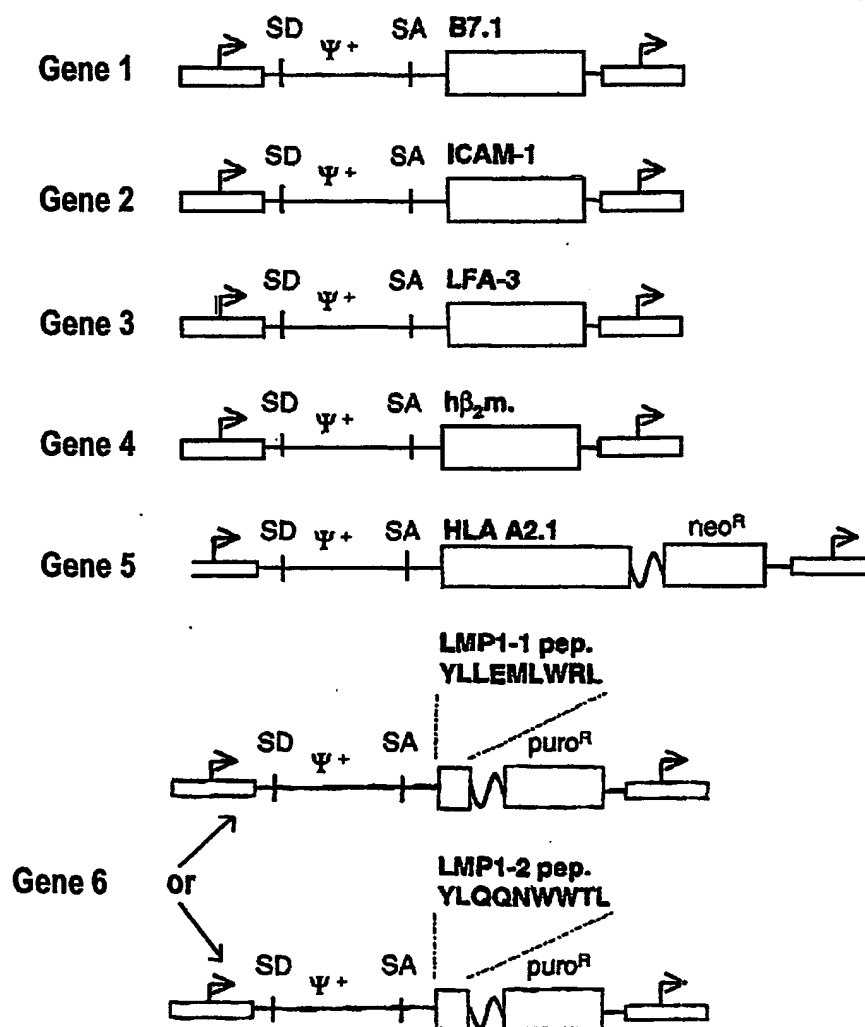 SD Ψ+ SA B7.1
Gene 1
SD Ψ+ SA ICAM-1
Gene 2
SD Ψ+ SA LFA-3
Gene 3
SD Ψ+ SA hβ₂m.
Gene 4
SD Ψ+ SA HLA A2.1 neoᴿ
Gene 5
LMP1-1 pep.
YLLEMLWRL
SD Ψ+ SA puroᴿ
Gene 6 or
LMP1-2 pep.
YLQQNWWTL
SD Ψ+ SA puroᴿ